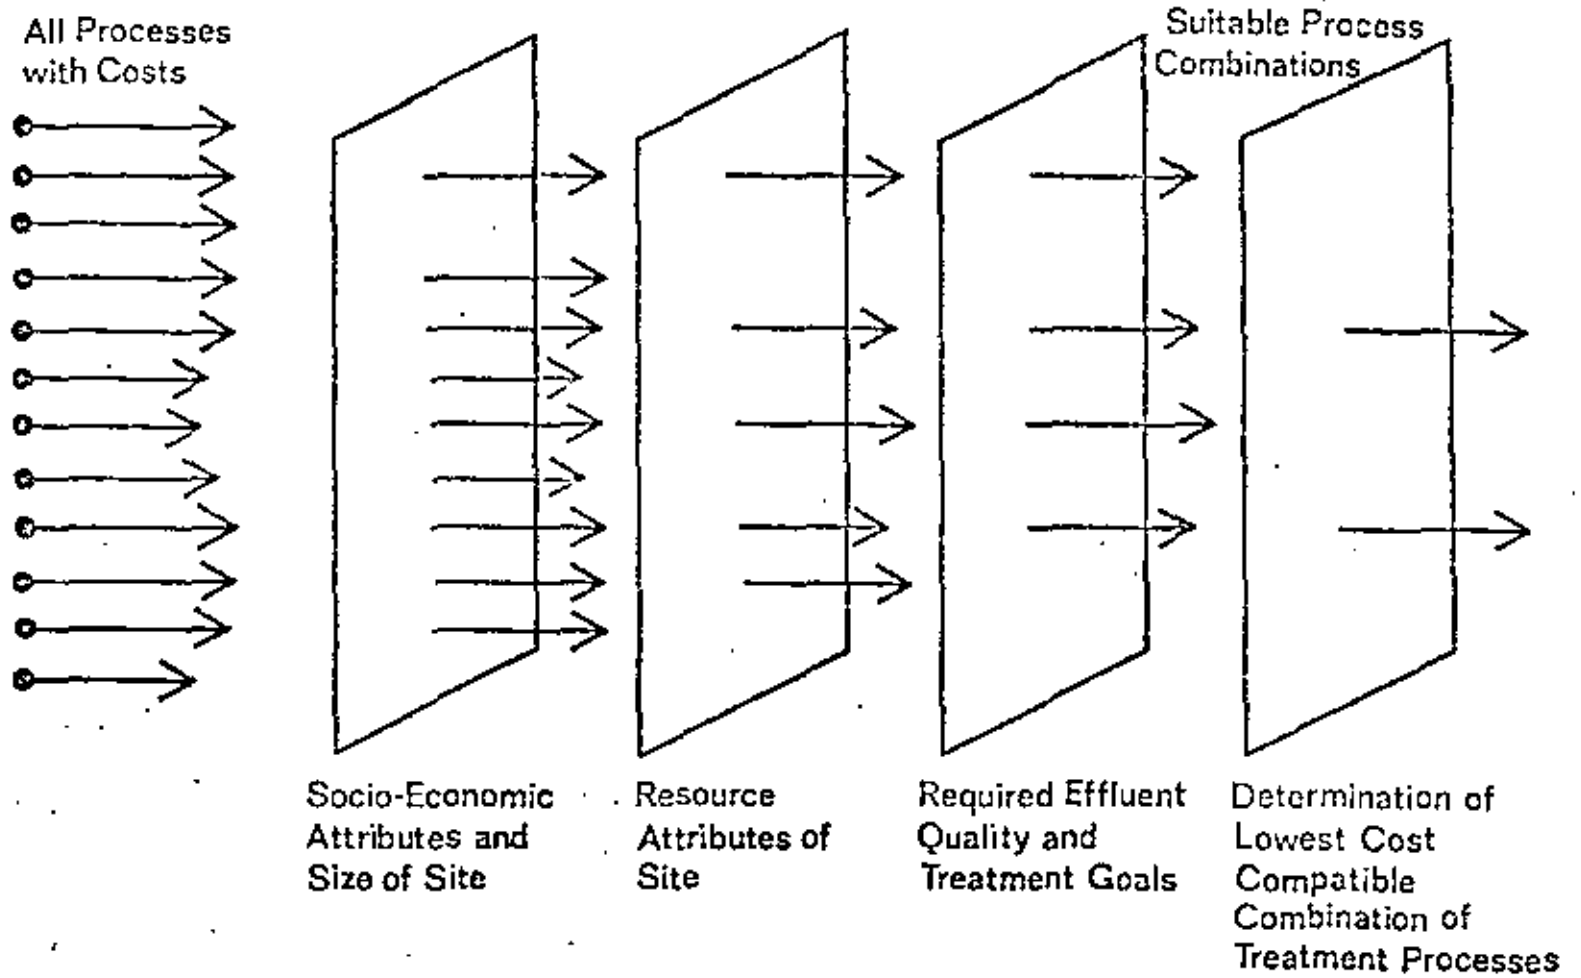 All Processes
with Costs
Suitable Process
Combinations
Socio-Economic
Attributes and
Size of Site
Resource
Attributes of
Site
Required Effluent
Quality and
Treatment Goals
Determination of
Lowest Cost
Compatible
Combination of
Treatment Processes